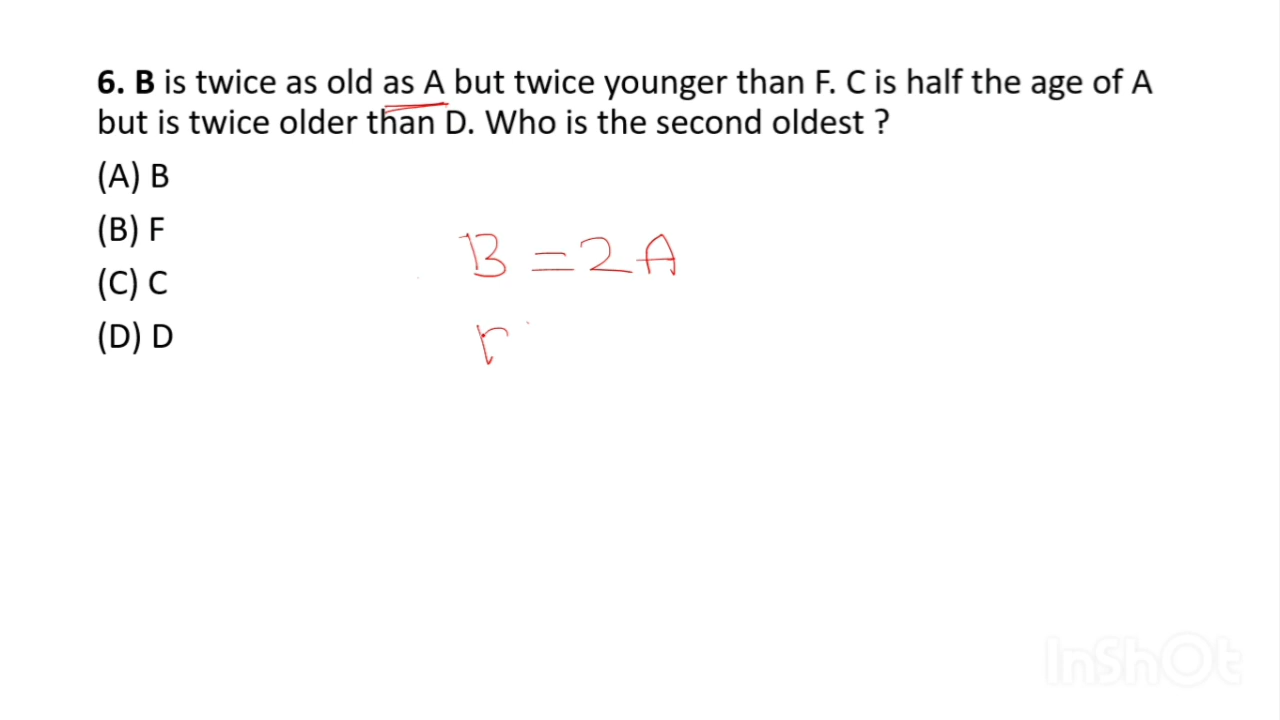 6. B is twice as old as A but twice younger than F. C is half the age of A
but is twice older than D. Who is the second oldest ?
(A) B
(B) F
(C) C
(D) D
B = 2 A
InShOt